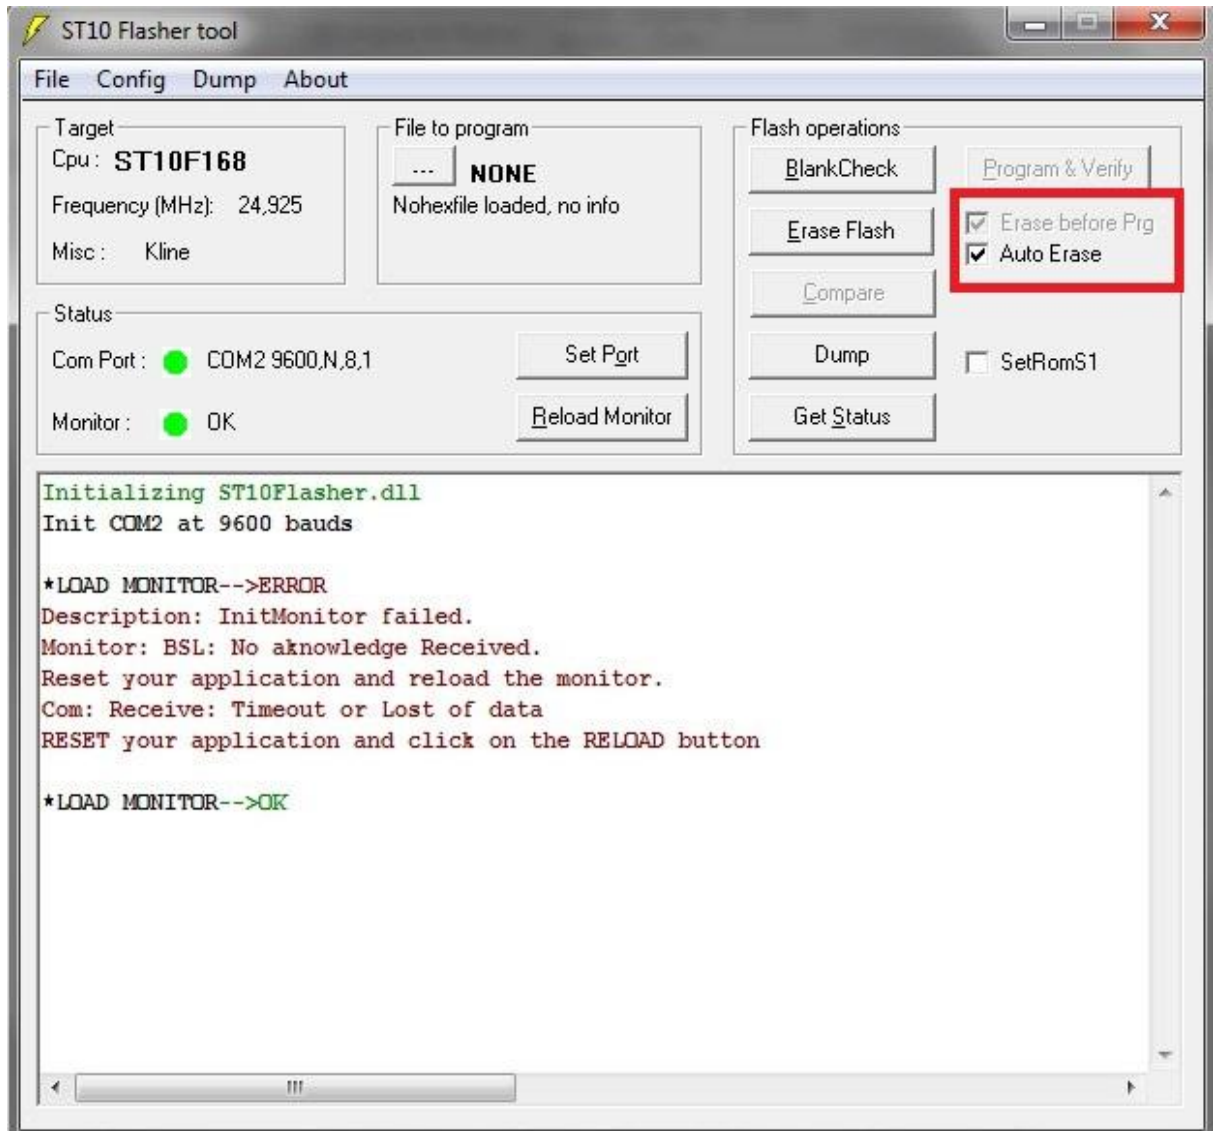 ST10 Flasher tool
File Config Dump About
Target
Cpu : ST10F168
Frequency (MHz): 24,925
Misc : Kline
File to program
... NONE
Nohexfile loaded, no info
Flash operations
BlankCheck
Program & Verify
Erase Flash
Erase before Prg
Auto Erase
Compare
Dump
SetRomS1
Get Status
Status
Com Port : COM2 9600,N,8,1
Set Port
Monitor : OK
Reload Monitor
Initializing ST10Flasher.dll
Init COM2 at 9600 bauds
*LOAD MONITOR-->ERROR
Description: InitMonitor failed.
Monitor: BSL: No aknowledge Received.
Reset your application and reload the monitor.
Com: Receive: Timeout or Lost of data
RESET your application and click on the RELOAD button
*LOAD MONITOR-->OK